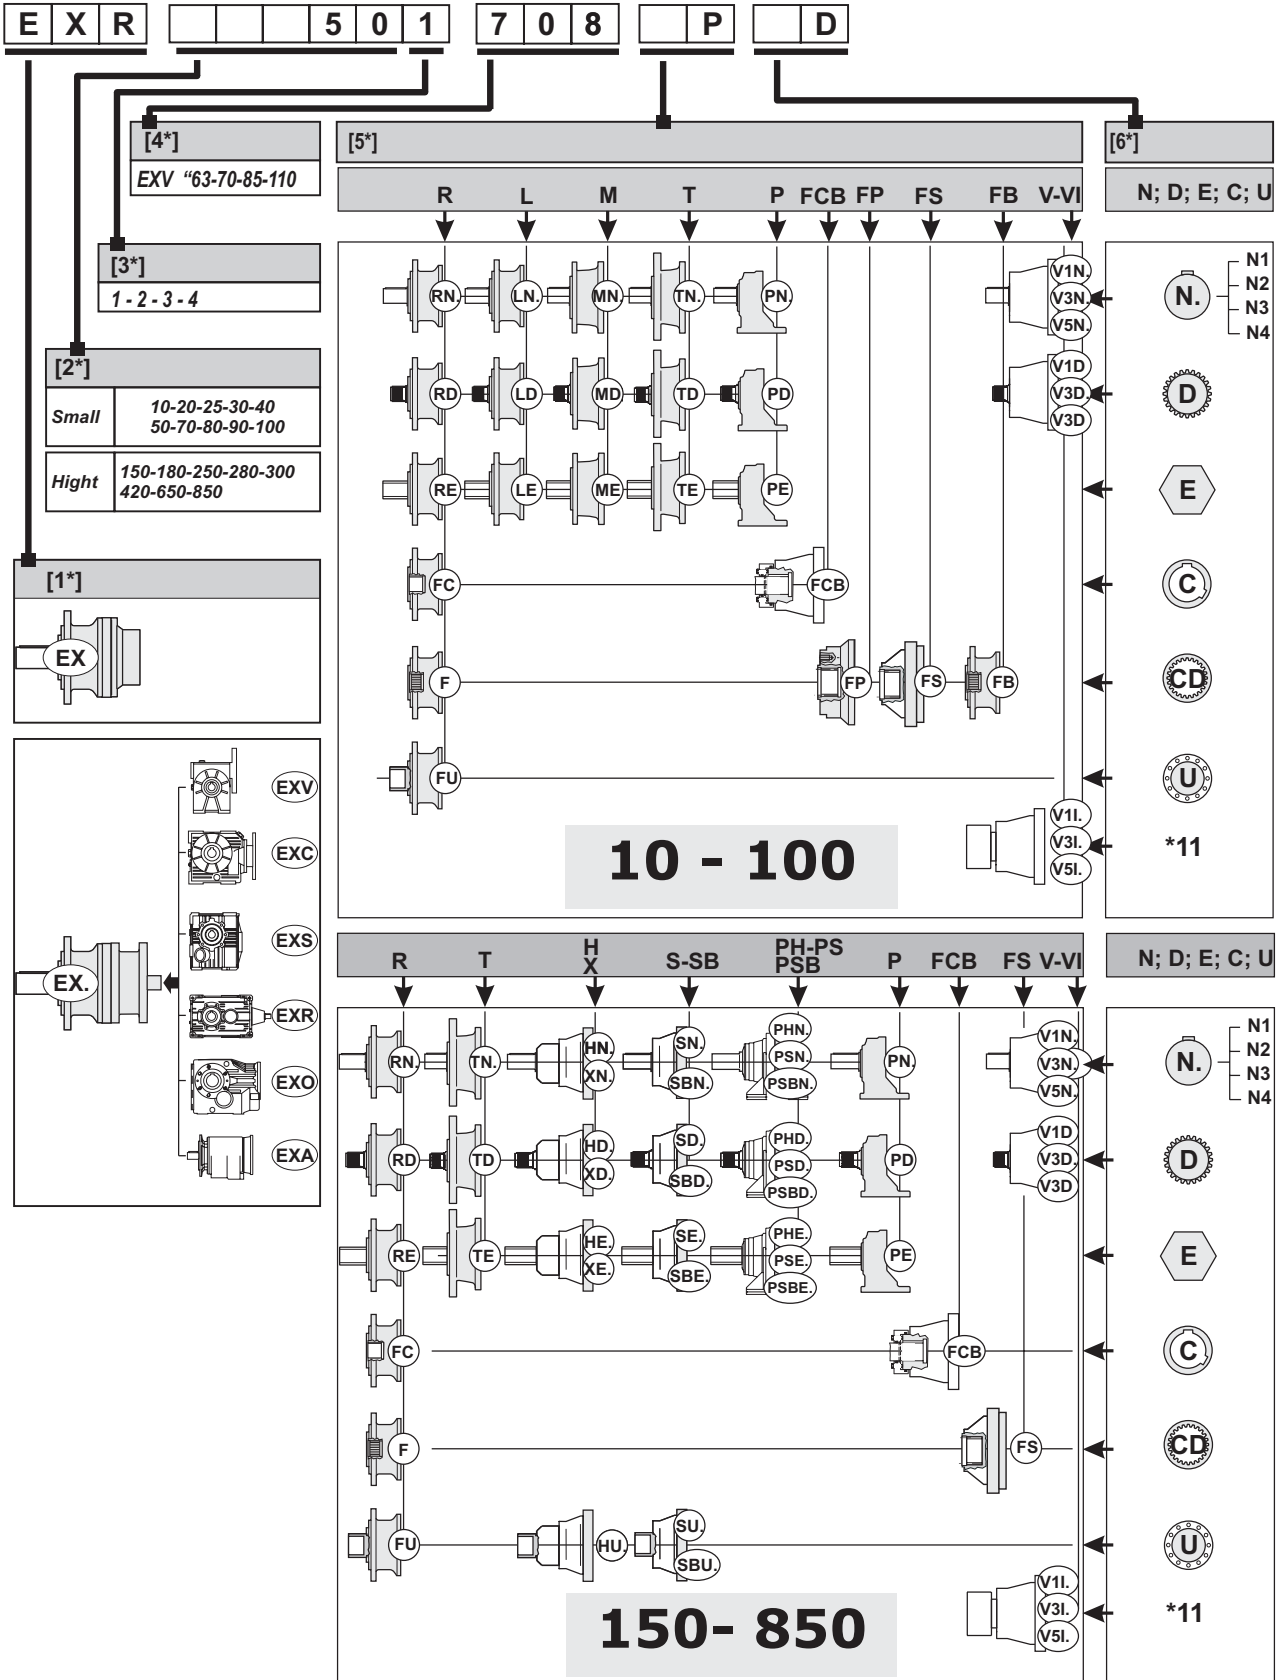 E X R 5 0 1 7 0 8 P D
[4*]
EXV “63-70-85-110
[3*]
1 - 2 - 3 - 4
[2*]
Small 10-20-25-30-40
50-70-80-90-100
Hight 150-180-250-280-300
420-650-850
[1*]
EX
EX.
EXV
EXC
EXS
EXR
EXO
EXA
[5*]
R L M T P FCB FP FS FB V-VI
RN. LN. MN. TN. PN. V1N.
V3N.
V5N.
RD LD MD TD PD V1D
V3D.
V3D
RE LE ME TE PE
FC FCB
F FP FS FB
FU
V1I.
V3I.
V5I.
10 - 100
[6*]
N; D; E; C; U
N.
N1
N2
N3
N4
D
E
C
CD
U
*11
R T H
X S-SB PH-PS
PSB P FCB FS V-VI
RN. TN. HN.
XN. SN.
SBN. PHN.
PSN.
PSBN. PN. V1N.
V3N.
V5N.
RD TD HD.
XD. SD.
SBD. PHD.
PSD.
PSBD. PD V1D
V3D.
V3D
RE TE HE.
XE. SE.
SBE. PHE.
PSE.
PSBE. PE
FC FCB
F FS
FU HU. SU.
SBU.
V1I.
V3I.
V5I.
150- 850
N; D; E; C; U
N.
N1
N2
N3
N4
D
E
C
CD
U
*11